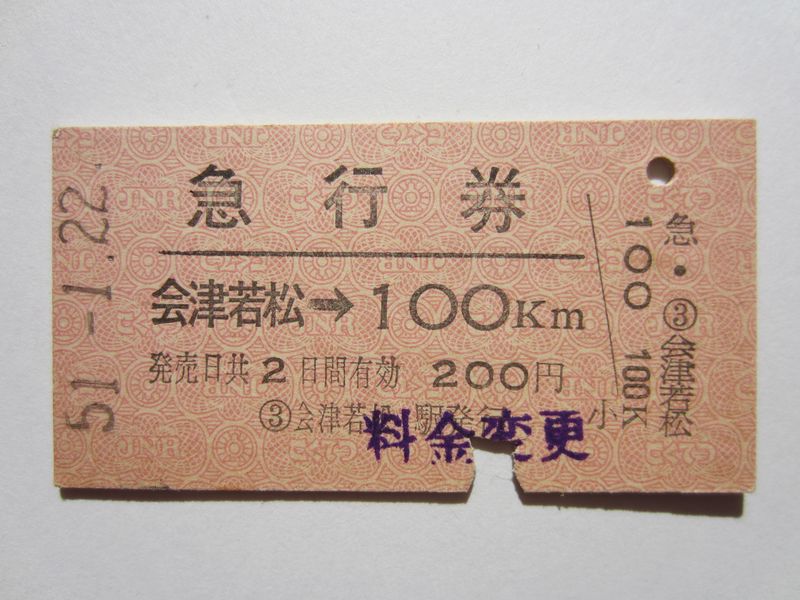 急行券
会津若松→100Km
発売日共2日間有効 200円
③会津若松駅発行
小
料金変更
51.-1.22
急・③会津若松
100 100K
JNR